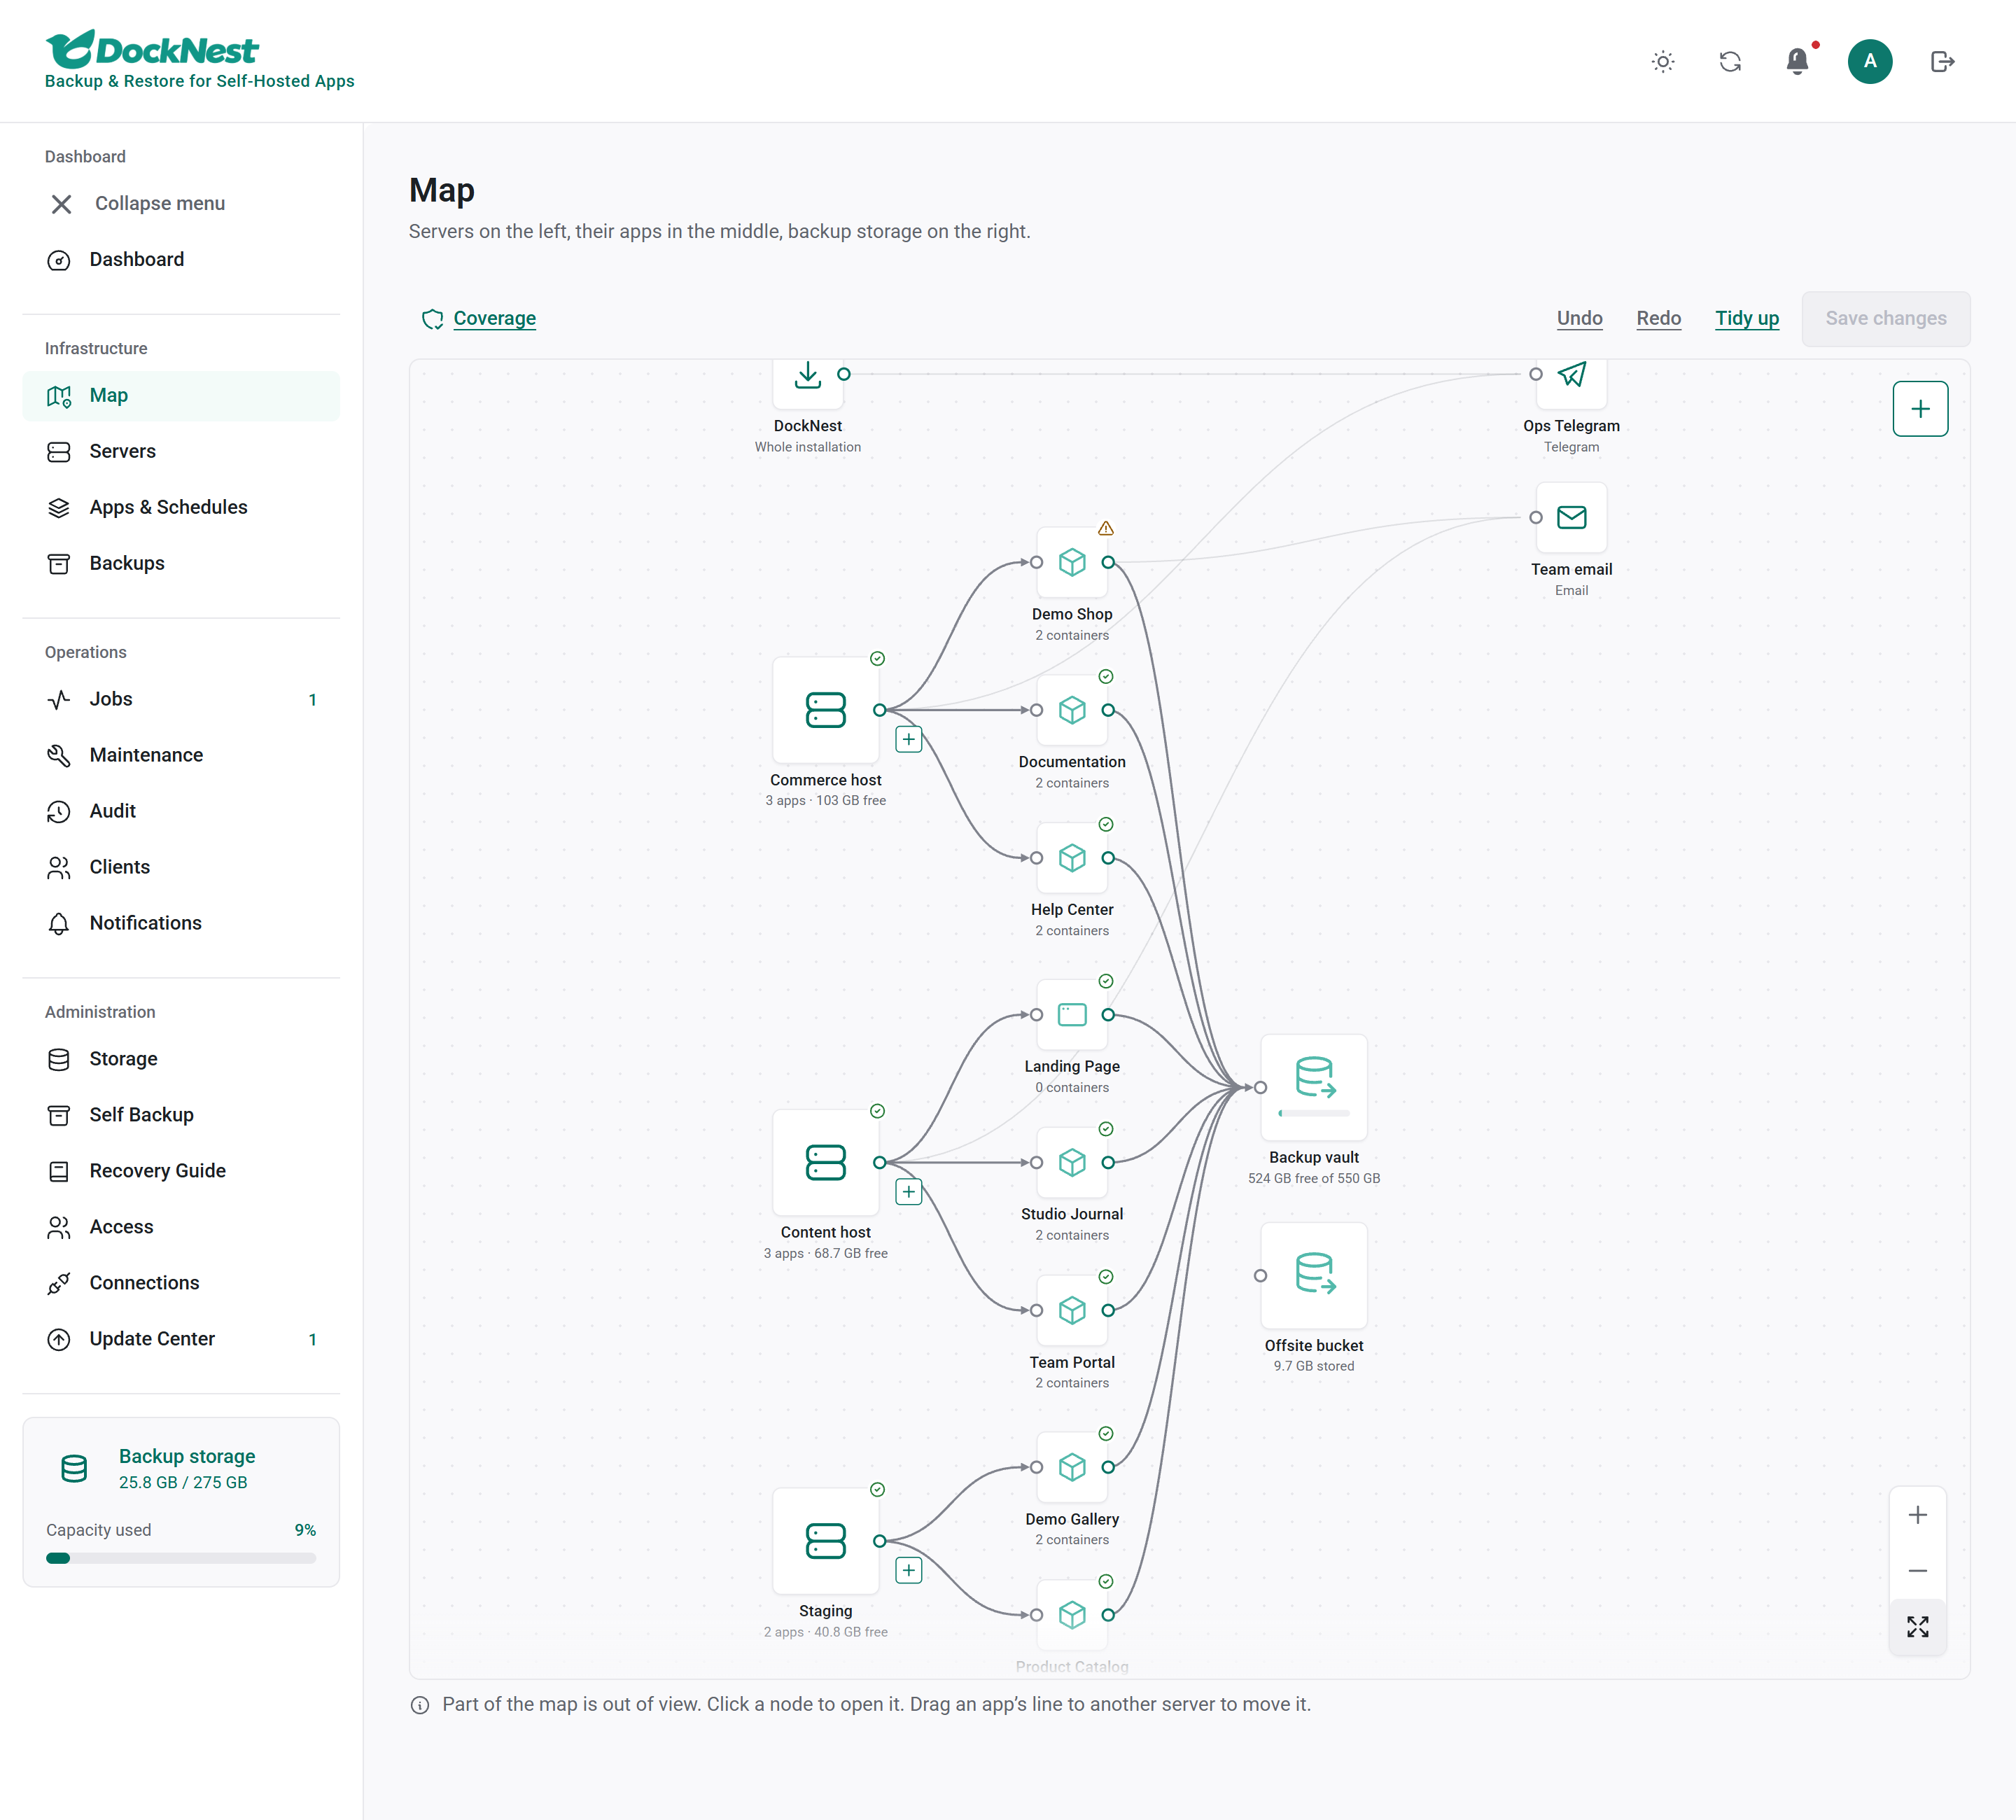 DockNest
Backup & Restore for Self-Hosted Apps
A
Dashboard
Collapse menu
Dashboard
Infrastructure
Map
Servers
Apps & Schedules
Backups
Operations
Jobs 1
Maintenance
Audit
Clients
Notifications
Administration
Storage
Self Backup
Recovery Guide
Access
Connections
Update Center 1
Backup storage
25.8 GB / 275 GB
Capacity used 9%
Map
Servers on the left, their apps in the middle, backup storage on the right.
Coverage
Undo Redo Tidy up Save changes
DockNest
Whole installation
Ops Telegram
Telegram
Team email
Email
Demo Shop
2 containers
Documentation
2 containers
Commerce host
3 apps · 103 GB free
Help Center
2 containers
Landing Page
0 containers
Backup vault
524 GB free of 550 GB
Studio Journal
2 containers
Content host
3 apps · 68.7 GB free
Offsite bucket
9.7 GB stored
Team Portal
2 containers
Demo Gallery
2 containers
Staging
2 apps · 40.8 GB free
Product Catalog
Part of the map is out of view. Click a node to open it. Drag an app’s line to another server to move it.